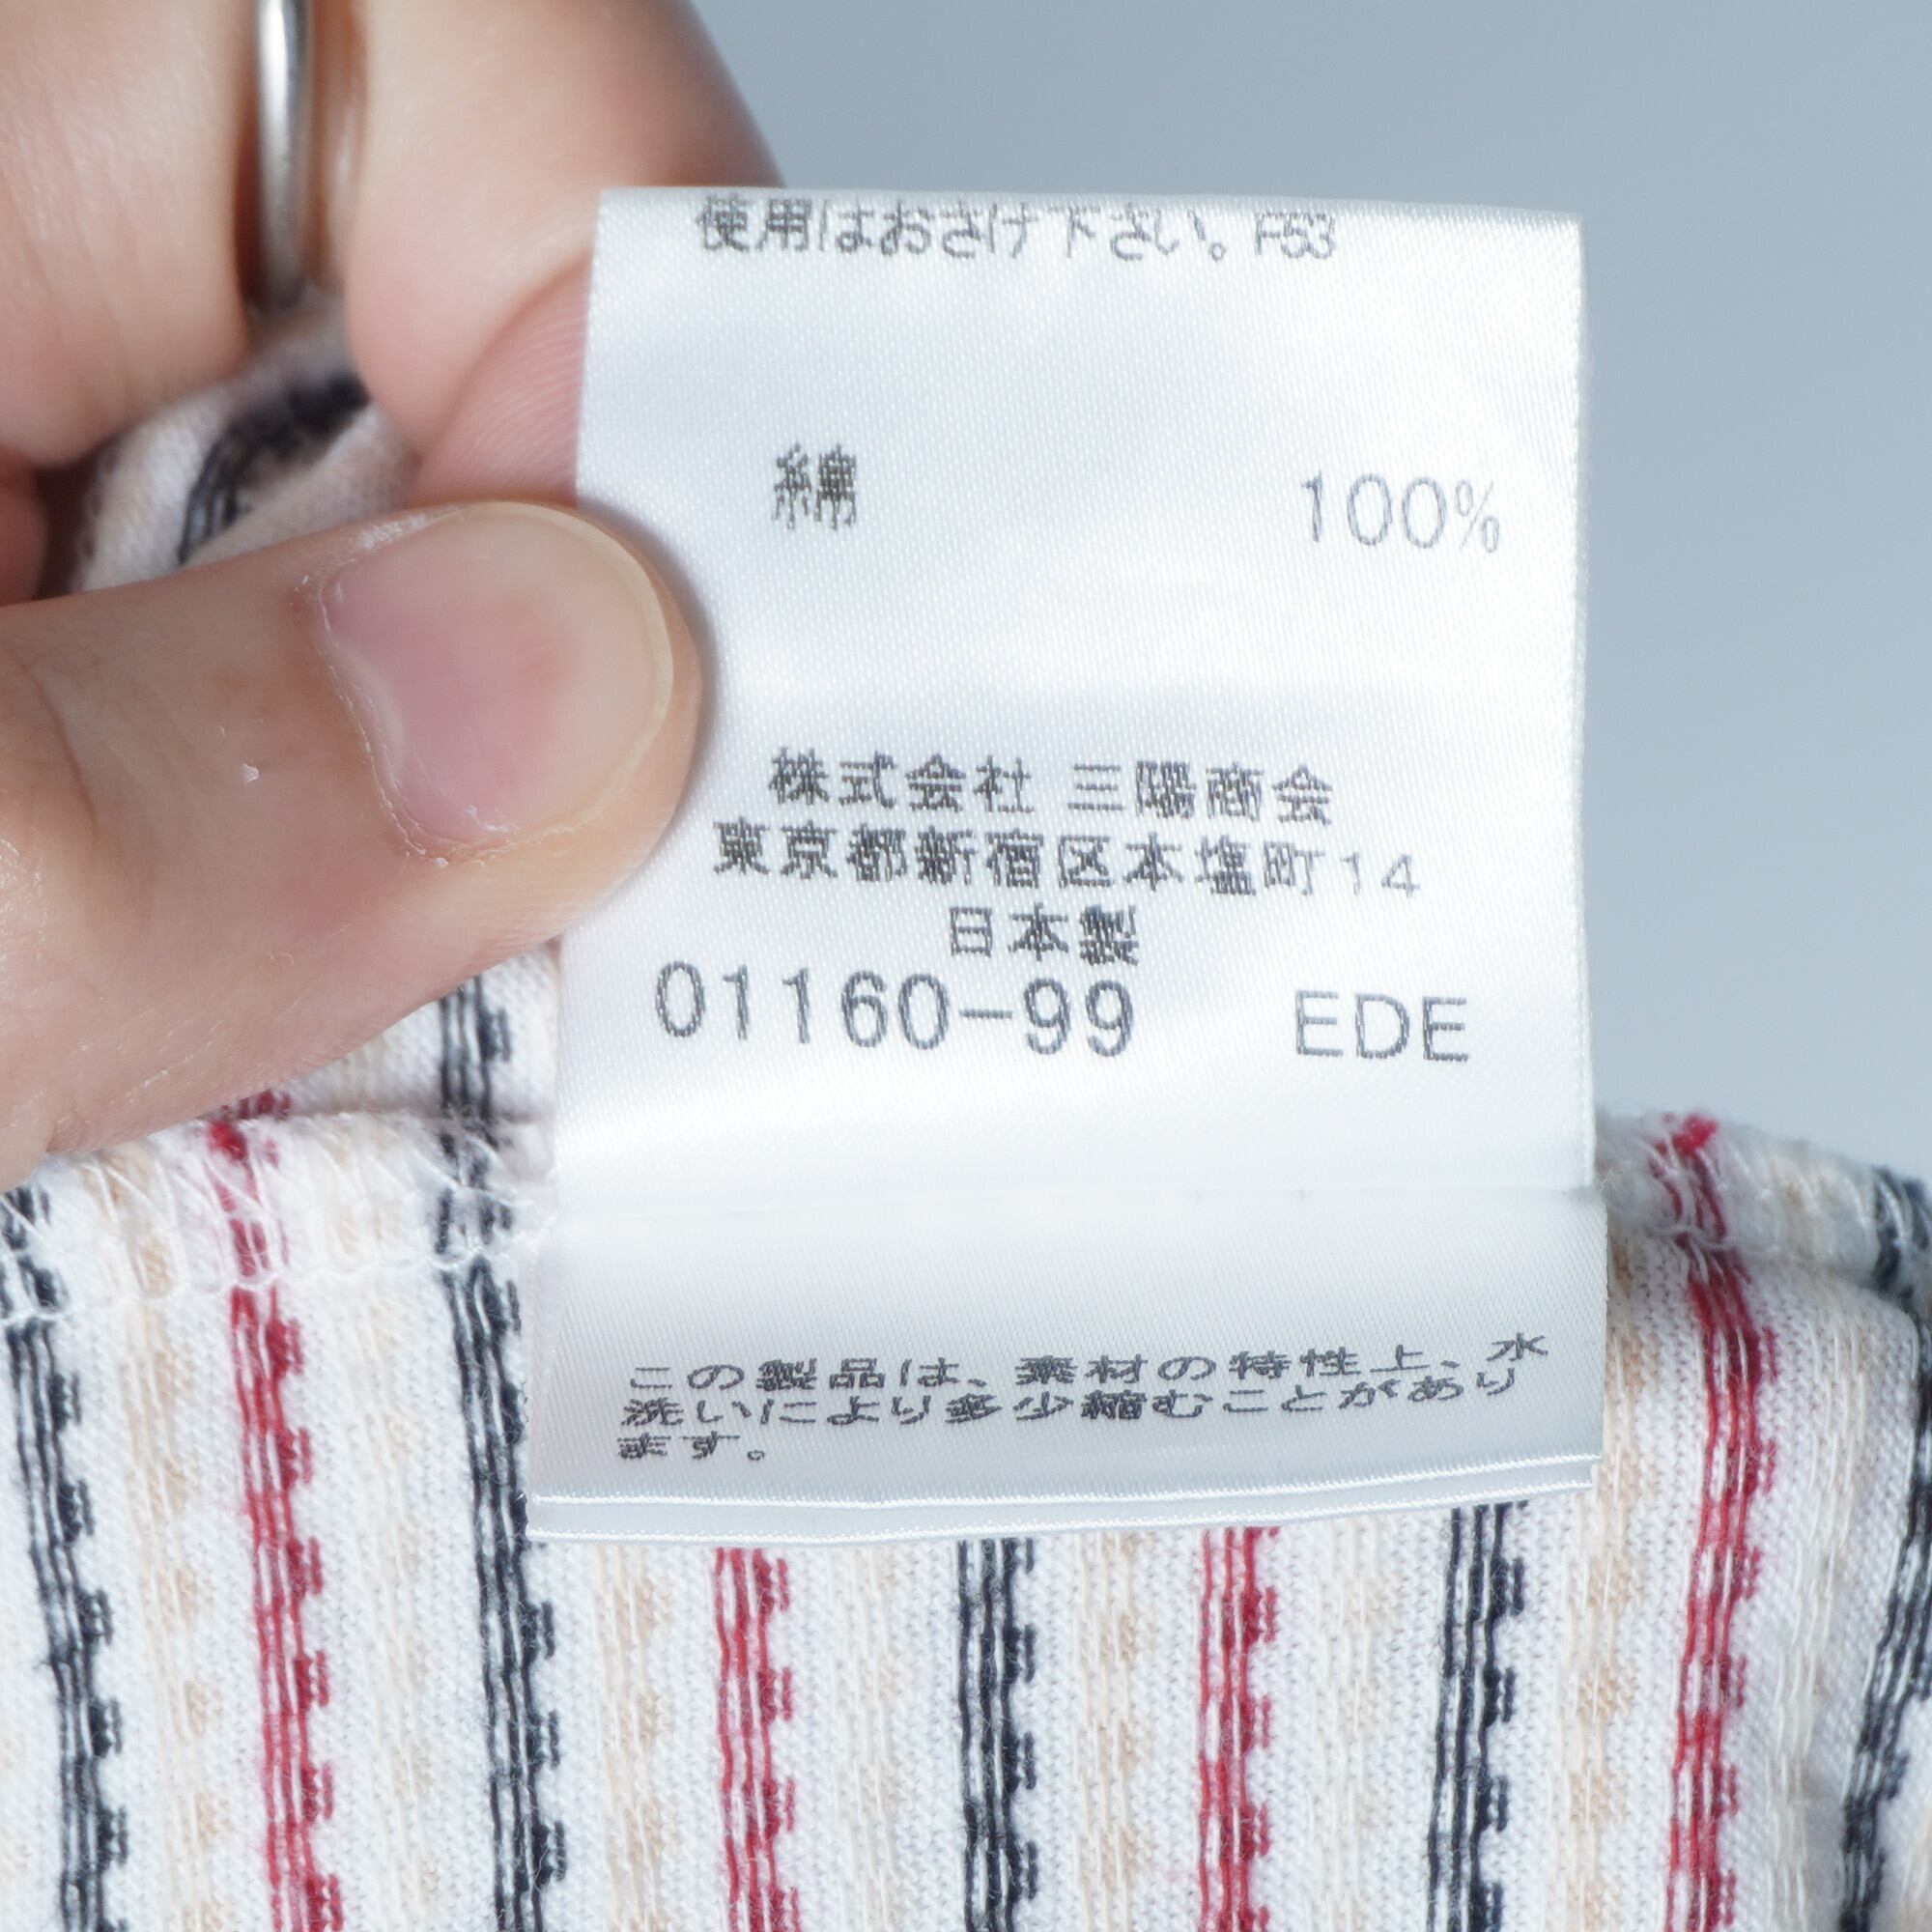 使用はおさけ下さい。F53
綿 100%
株式会社 三陽商会
東京都新宿区本塩町14
日本製
01160-99 EDE
この製品は、素材の特性上、水
洗いにより多少縮むことがあり
ます。